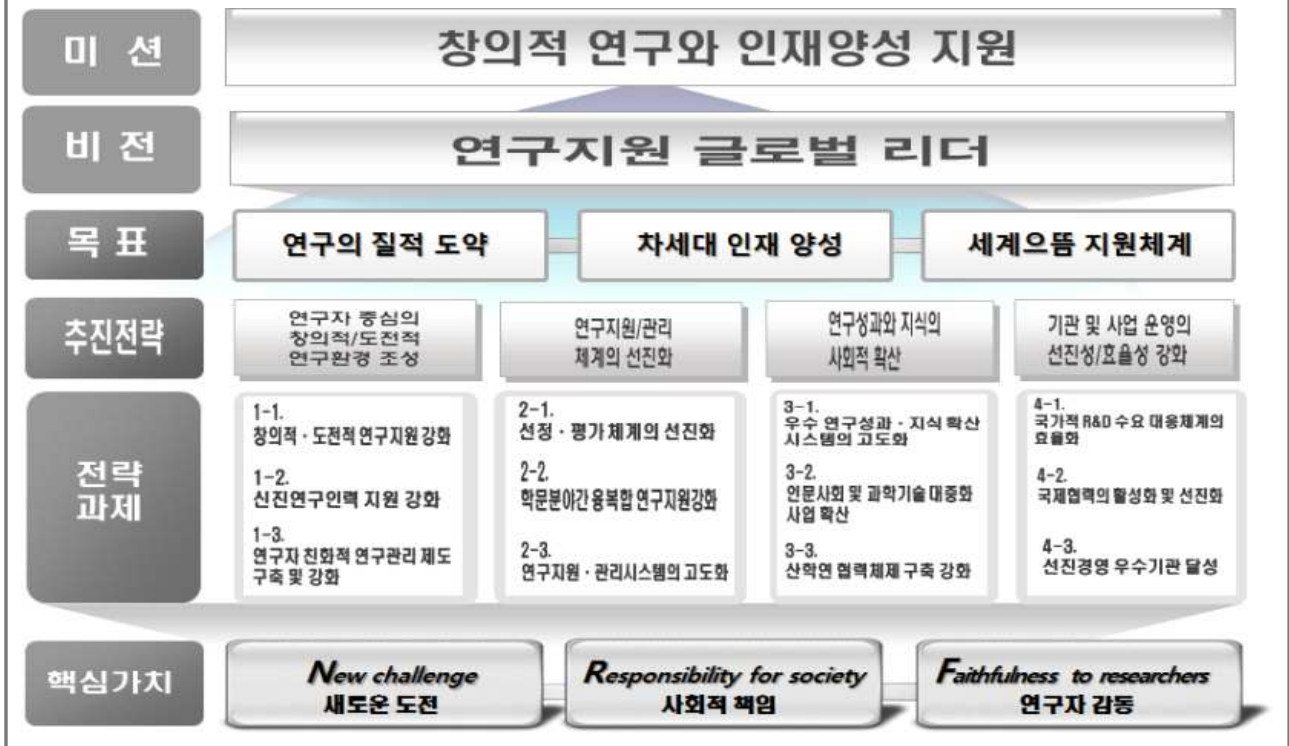 미 션
창의적 연구와 인재양성 지원
비 전
연구지원 글로벌 리더
목 표
연구의 질적 도약
차세대 인재 양성
세계으뜸 지원체계
추진전략
연구자 중심의
창의적/도전적
연구환경 조성
연구지원/관리
체계의 선진화
연구성과와 지식의
사회적 확산
기관 및 사업 운영의
선진성/효율성 강화
전략
과제
1-1.
창의적·도전적 연구지원 강화
1-2.
신진연구인력 지원 강화
1-3.
연구자 친화적 연구관리 제도
구축 및 강화
2-1.
선정·평가 체계의 선진화
2-2.
학문분야간 융복합 연구지원강화
2-3.
연구지원·관리시스템의 고도화
3-1.
우수 연구성과·지식 확산
시스템의 고도화
3-2.
인문사회 및 과학기술 대중화
사업 확산
3-3.
산학연 협력체제 구축 강화
4-1.
국가적 R&D 수요 대응체계의
효율화
4-2.
국제협력의 활성화 및 선진화
4-3.
선진경영 우수기관 달성
핵심가치
New challenge
새로운 도전
Responsibility for society
사회적 책임
Faithfulness to researchers
연구자 감동